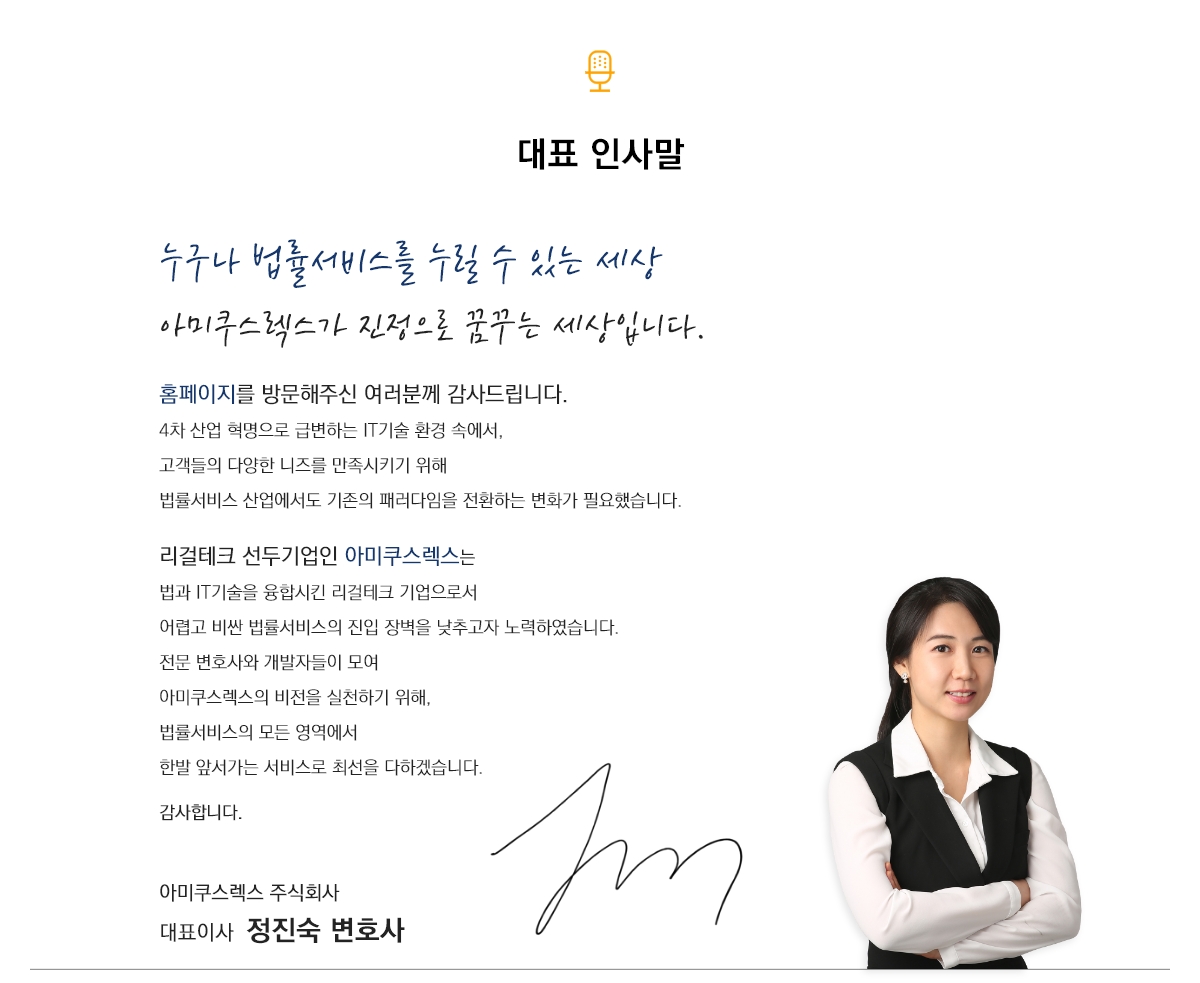 대표 인사말
누구나 법률서비스를 누릴 수 있는 세상
아미쿠스렉스가 진정으로 꿈꾸는 세상입니다.
홈페이지를 방문해주신 여러분께 감사드립니다.
4차 산업 혁명으로 급변하는 IT기술 환경 속에서,
고객들의 다양한 니즈를 만족시키기 위해
법률서비스 산업에서도 기존의 패러다임을 전환하는 변화가 필요했습니다.
리걸테크 선두기업인 아미쿠스렉스는
법과 IT기술을 융합시킨 리걸테크 기업으로서
어렵고 비싼 법률서비스의 진입 장벽을 낮추고자 노력하였습니다.
전문 변호사와 개발자들이 모여
아미쿠스렉스의 비전을 실천하기 위해,
법률서비스의 모든 영역에서
한발 앞서가는 서비스로 최선을 다하겠습니다.
감사합니다.
아미쿠스렉스 주식회사
대표이사 정진숙 변호사